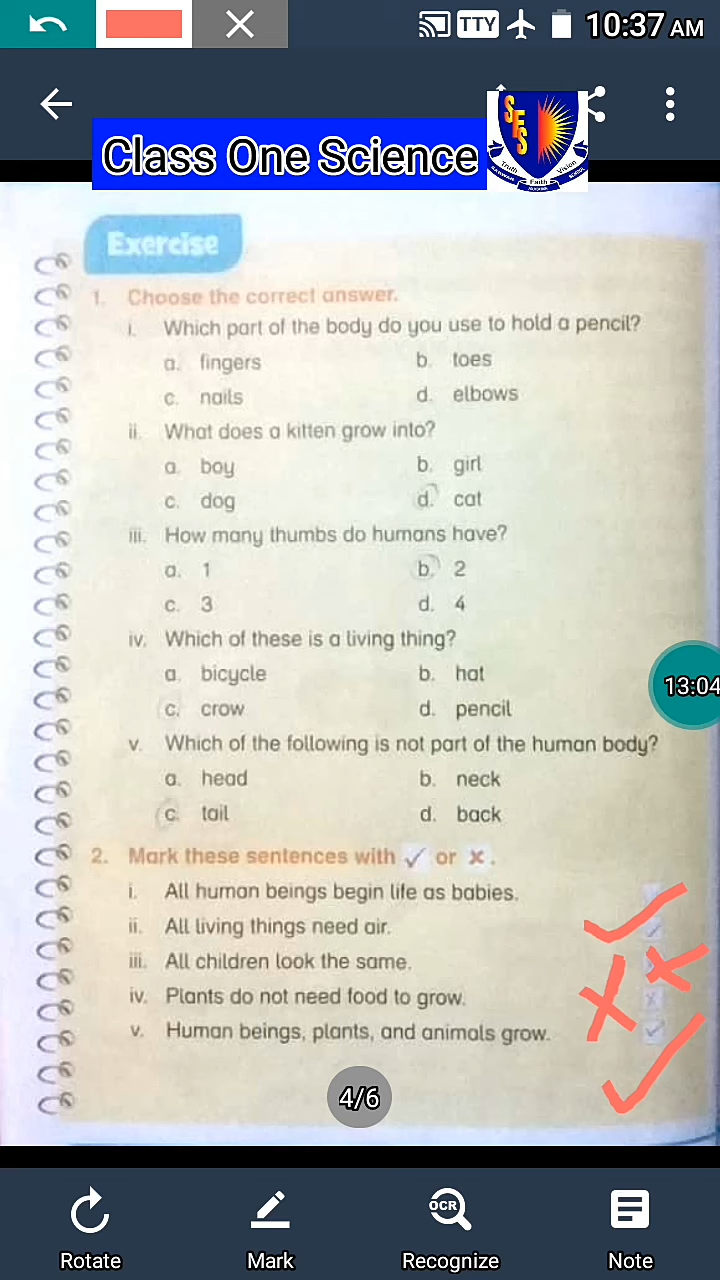 TTY 10:37 AM
Class One Science
SFS
Truth Faith Vision
Exercise
1. Choose the correct answer.
i. Which part of the body do you use to hold a pencil?
a. fingers b. toes
c. nails d. elbows
ii. What does a kitten grow into?
a. boy b. girl
c. dog d. cat
iii. How many thumbs do humans have?
a. 1 b. 2
c. 3 d. 4
iv. Which of these is a living thing?
a. bicycle b. hat
c. crow d. pencil
13:04
v. Which of the following is not part of the human body?
a. head b. neck
c. tail d. back
2. Mark these sentences with ✓ or ×.
i. All human beings begin life as babies.
ii. All living things need air.
iii. All children look the same.
iv. Plants do not need food to grow.
v. Human beings, plants, and animals grow.
4/6
OCR
Rotate Mark Recognize Note